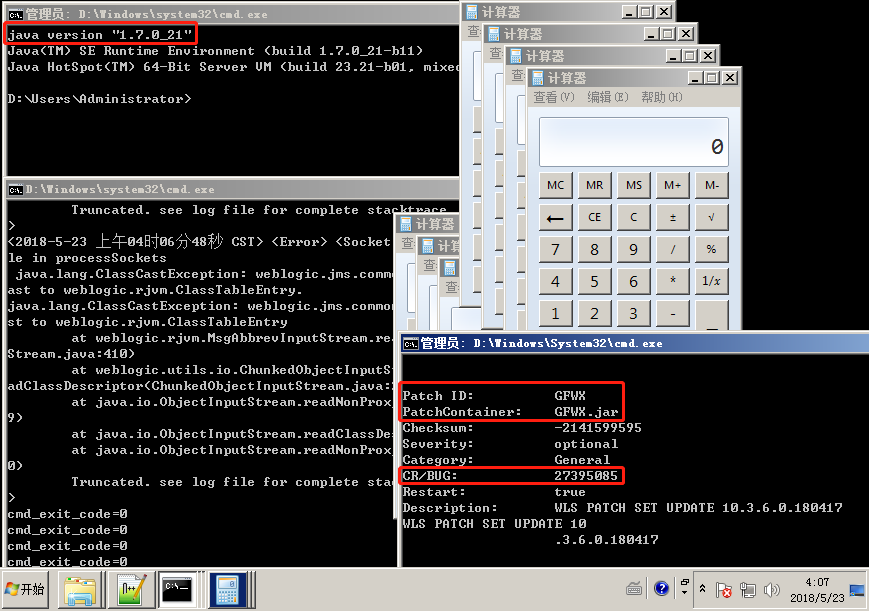 管理员: D:\Windows\system32\cmd.exe
java version "1.7.0_21"
Java(TM) SE Runtime Environment (build 1.7.0_21-b11)
Java HotSpot(TM) 64-Bit Server VM (build 23.21-b01, mixed
D:\Users\Administrator>
计算器
查
计算器
查
计算器
查
计算器
查看(V) 编辑(E) 帮助(H)
0
MC MR MS M+ M-
← CE C ± √
7 8 9 / %
4 5 6 * 1/x
1 2 3 -
D:\Windows\system32\cmd.exe
Truncated. see log file for complete stacktrace
>
<2018-5-23 上午04时06分48秒 CST> <Error> <Socket
le in processSockets
java.lang.ClassCastException: weblogic.jms.commo
ast to weblogic.rjvm.ClassTableEntry.
java.lang.ClassCastException: weblogic.jms.commo
st to weblogic.rjvm.ClassTableEntry
at weblogic.rjvm.MsgAbbrevInputStream.re
Stream.java:410)
at weblogic.utils.io.ChunkedObjectInputS
adClassDescriptor(ChunkedObjectInputStream.java:
at java.io.ObjectInputStream.readNonProx
9)
at java.io.ObjectInputStream.readClassDe
at java.io.ObjectInputStream.readNonProx
0)
Truncated. see log file for complete sta
>
cmd_exit_code=0
cmd_exit_code=0
cmd_exit_code=0
cmd_exit_code=0
计算器
查
计算
查
查
管理员: D:\Windows\System32\cmd.exe
Patch ID: GFWX
PatchContainer: GFWX.jar
Checksum: -2141599595
Severity: optional
Category: General
CR/BUG: 27395085
Restart: true
Description: WLS PATCH SET UPDATE 10.3.6.0.180417
WLS PATCH SET UPDATE 10
.3.6.0.180417
开始
4:07
2018/5/23